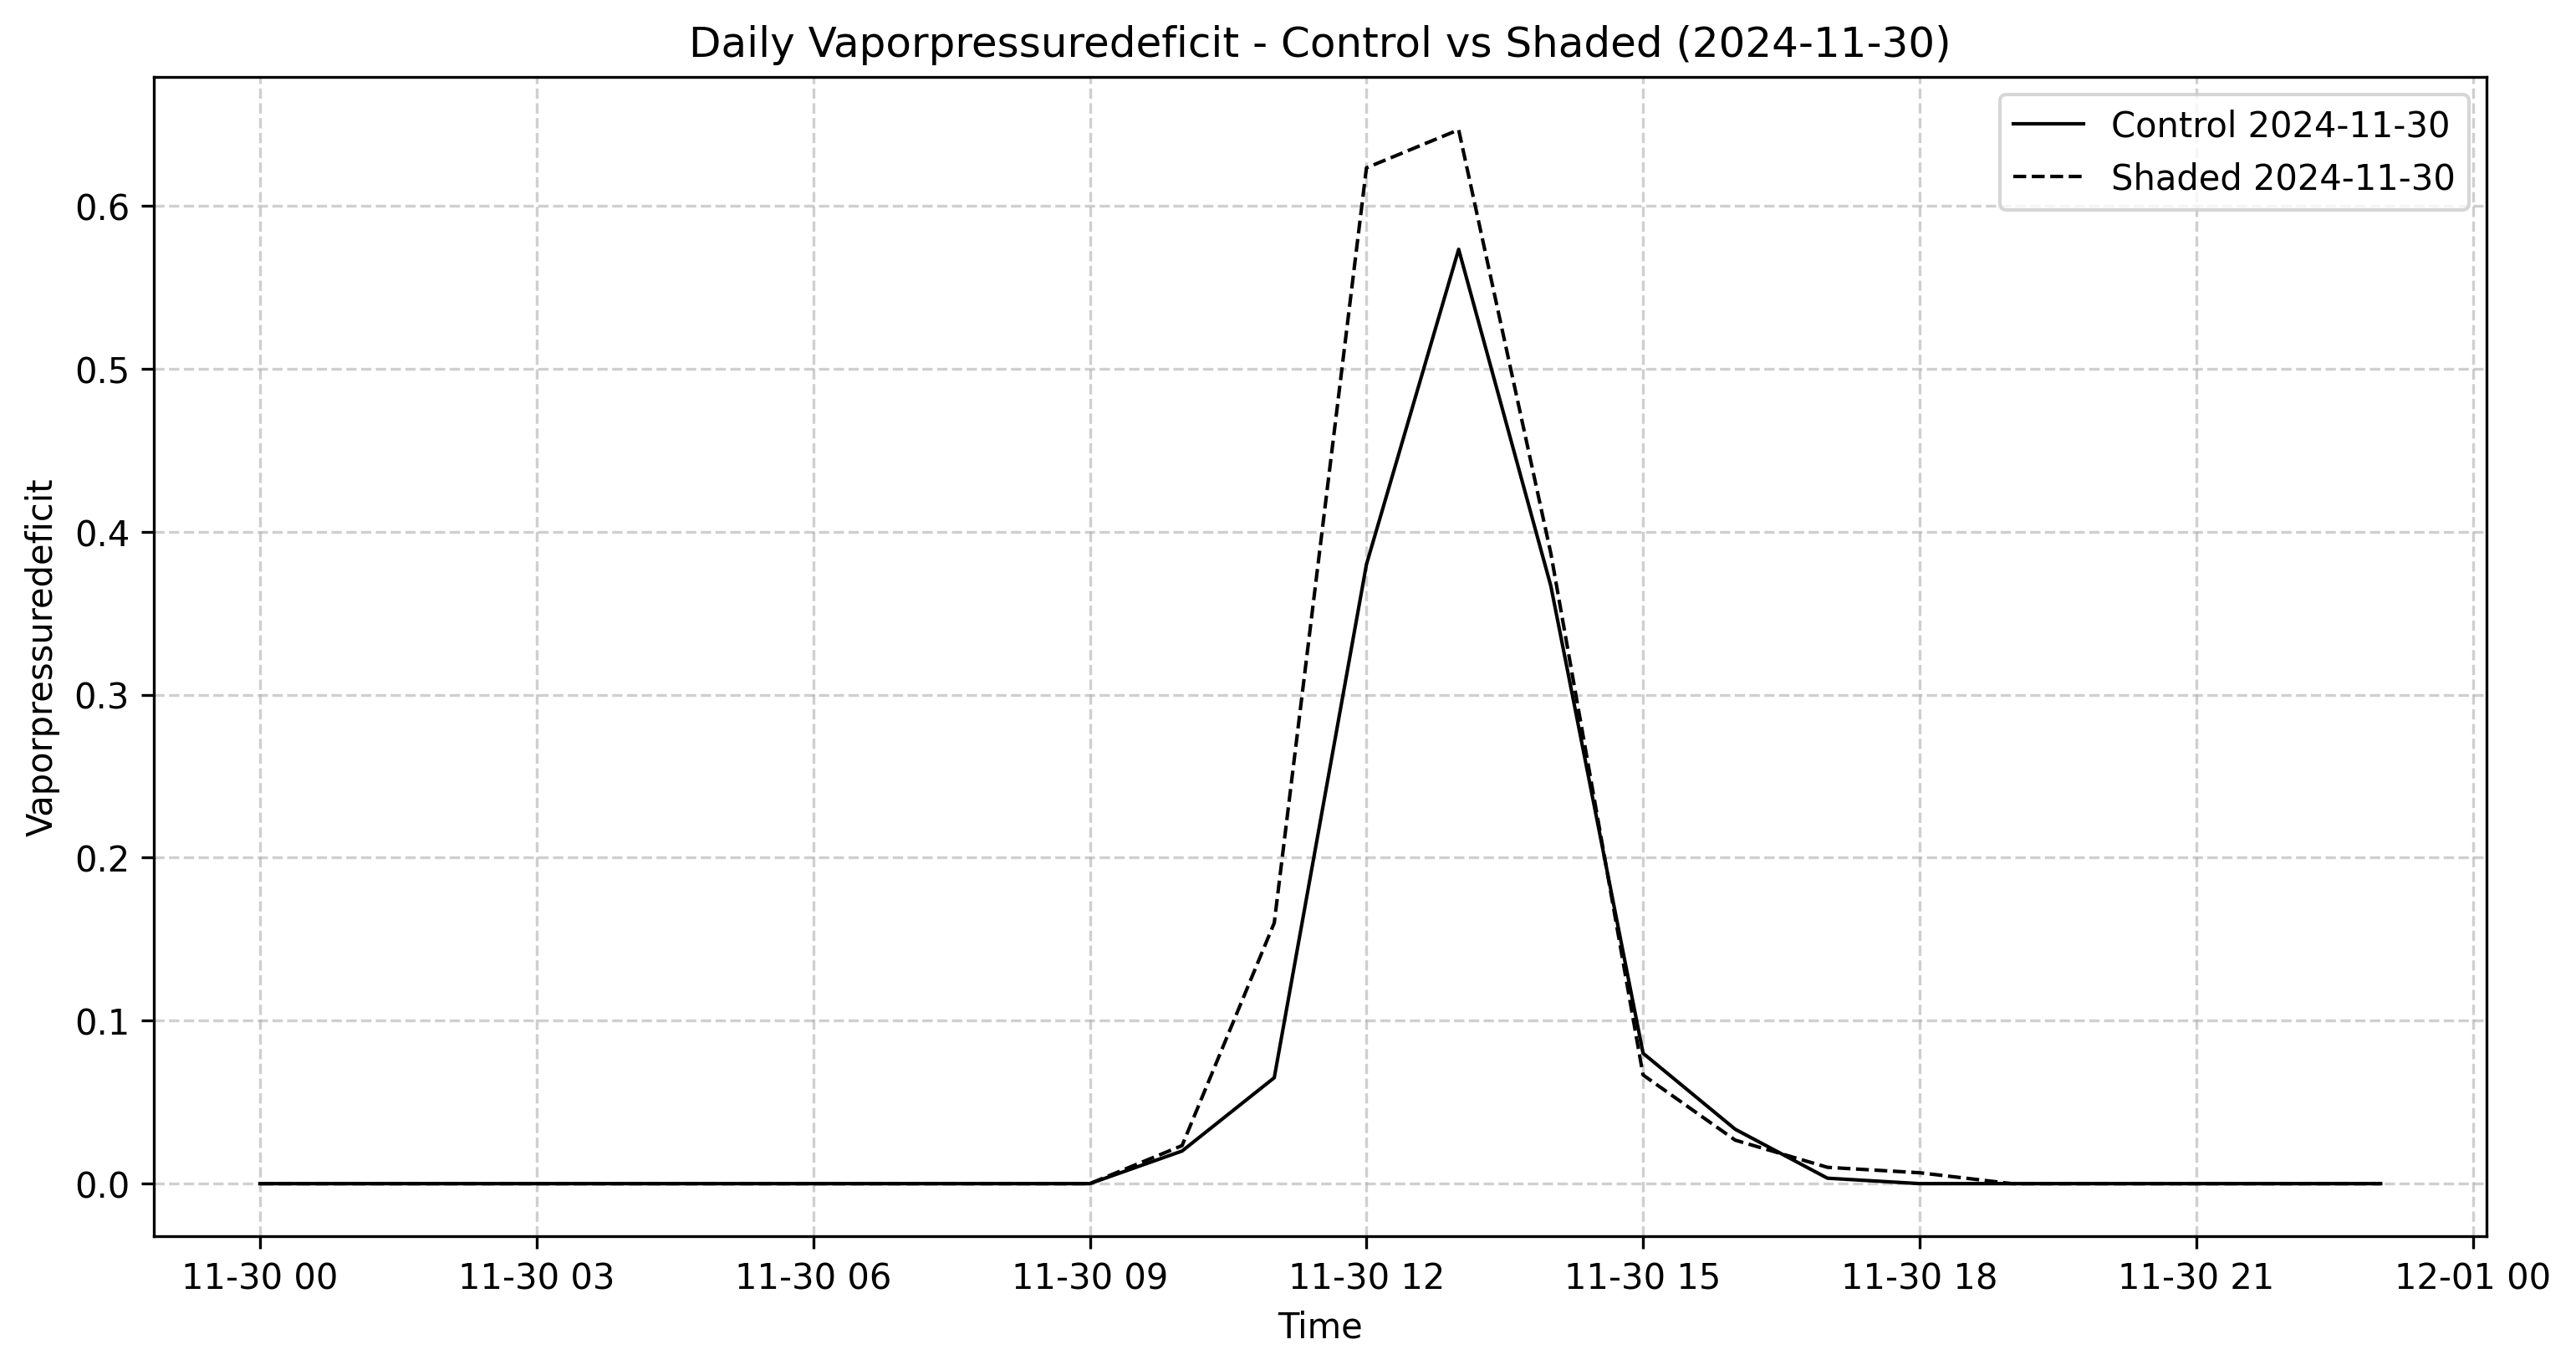 Daily Vaporpressuredeficit - Control vs Shaded (2024-11-30)
Control 2024-11-30
Shaded 2024-11-30
Vaporpressuredeficit
0.6
0.5
0.4
0.3
0.2
0.1
0.0
11-30 00 11-30 03 11-30 06 11-30 09 11-30 12 11-30 15 11-30 18 11-30 21 12-01 00
Time